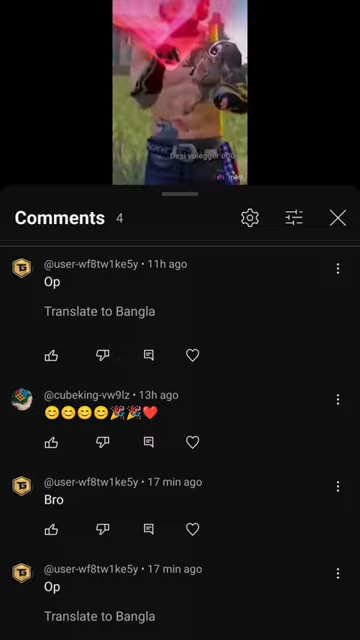 Comments 4
@user-wf8tw1ke5y • 11h ago
Op
Translate to Bangla
@cubeking-vw9lz • 13h ago
😊😊😊😊🎉🎉❤️
@user-wf8tw1ke5y • 17 min ago
Bro
@user-wf8tw1ke5y • 17 min ago
Op
Translate to Bangla